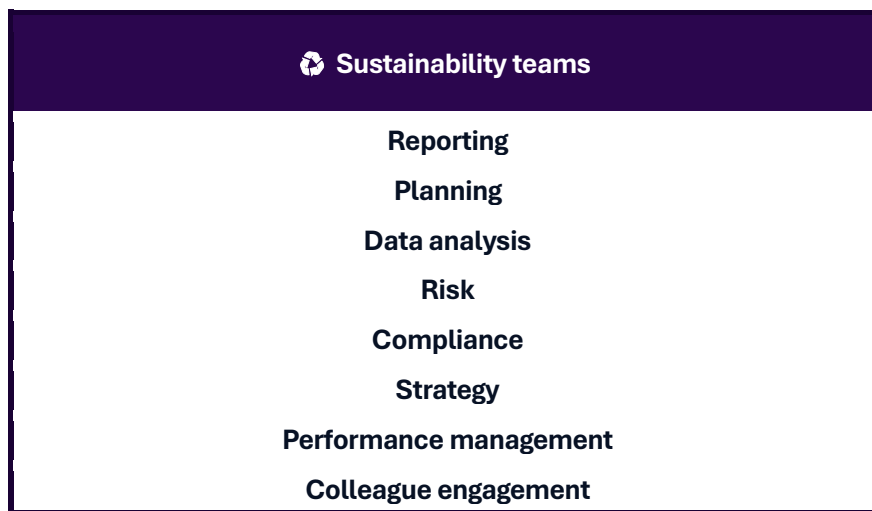 Sustainability teams
Reporting
Planning
Data analysis
Risk
Compliance
Strategy
Performance management
Colleague engagement